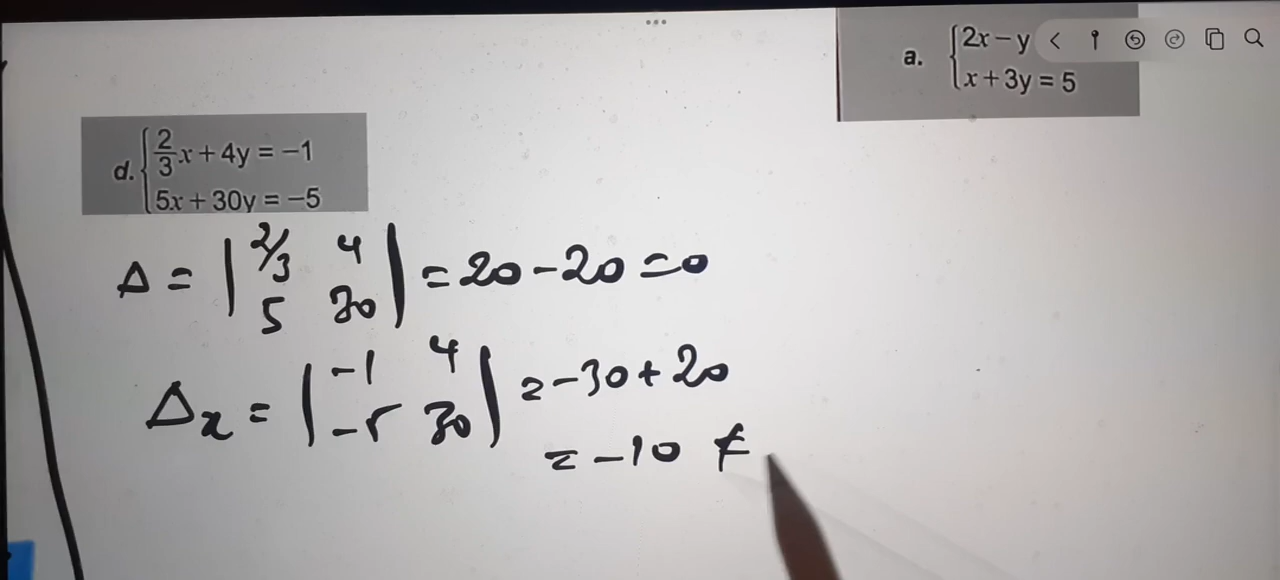 a. { 2x − y
x + 3y = 5
d. { 2/3 x + 4y = −1
5x + 30y = −5
Δ = | 2/3 4 | = 20 − 20 = 0
5 30
Δx = | −1 4 | = −30 + 20
−5 30
= −10 ≠